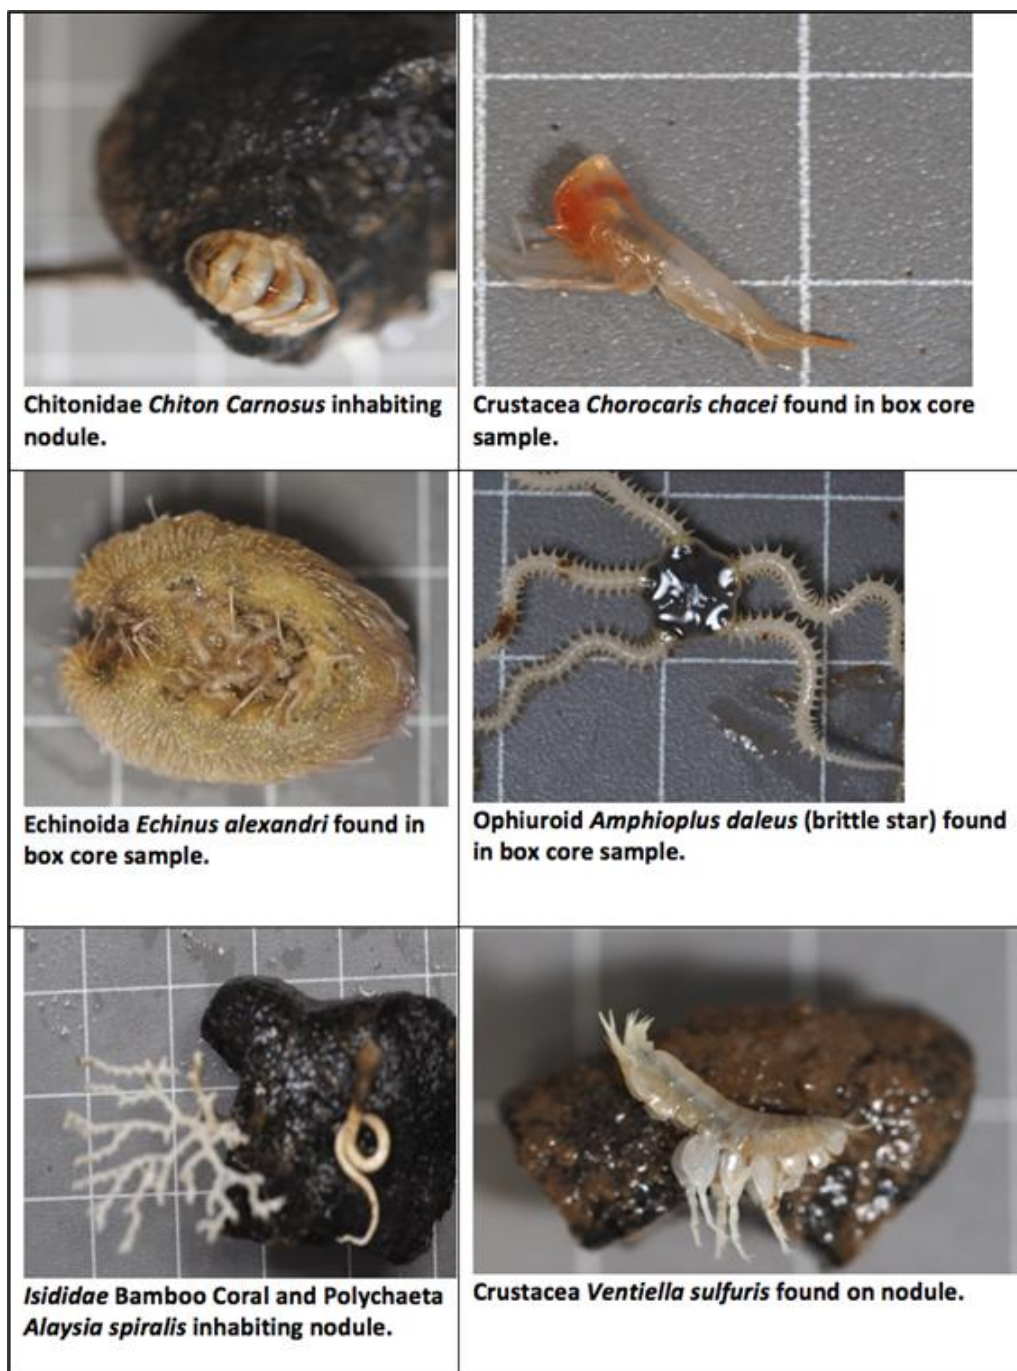 Chitonidae Chiton Carnosus inhabiting
nodule.
Crustacea Chorocaris chacei found in box core
sample.
Echinoida Echinus alexandri found in
box core sample.
Ophiuroid Amphioplus daleus (brittle star) found
in box core sample.
Isididae Bamboo Coral and Polychaeta
Alaysia spiralis inhabiting nodule.
Crustacea Ventiella sulfuris found on nodule.